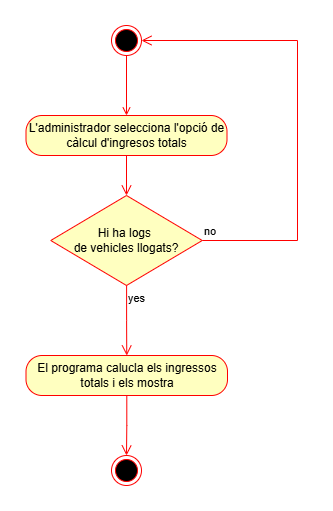 L'administrador selecciona l'opció de
càlcul d'ingresos totals
Hi ha logs
de vehicles llogats?
no
yes
El programa calucla els ingressos
totals i els mostra